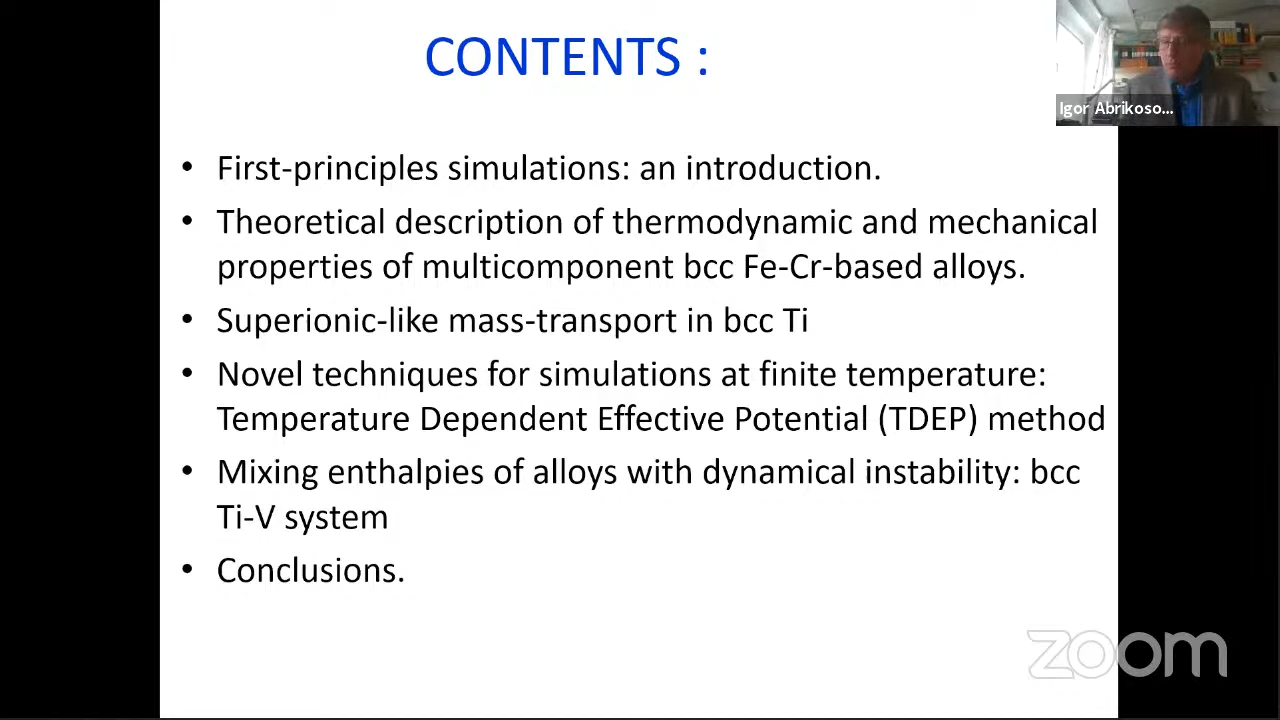 CONTENTS :
Igor Abrikoso...
• First-principles simulations: an introduction.
• Theoretical description of thermodynamic and mechanical
properties of multicomponent bcc Fe-Cr-based alloys.
• Superionic-like mass-transport in bcc Ti
• Novel techniques for simulations at finite temperature:
Temperature Dependent Effective Potential (TDEP) method
• Mixing enthalpies of alloys with dynamical instability: bcc
Ti-V system
• Conclusions.
zoom